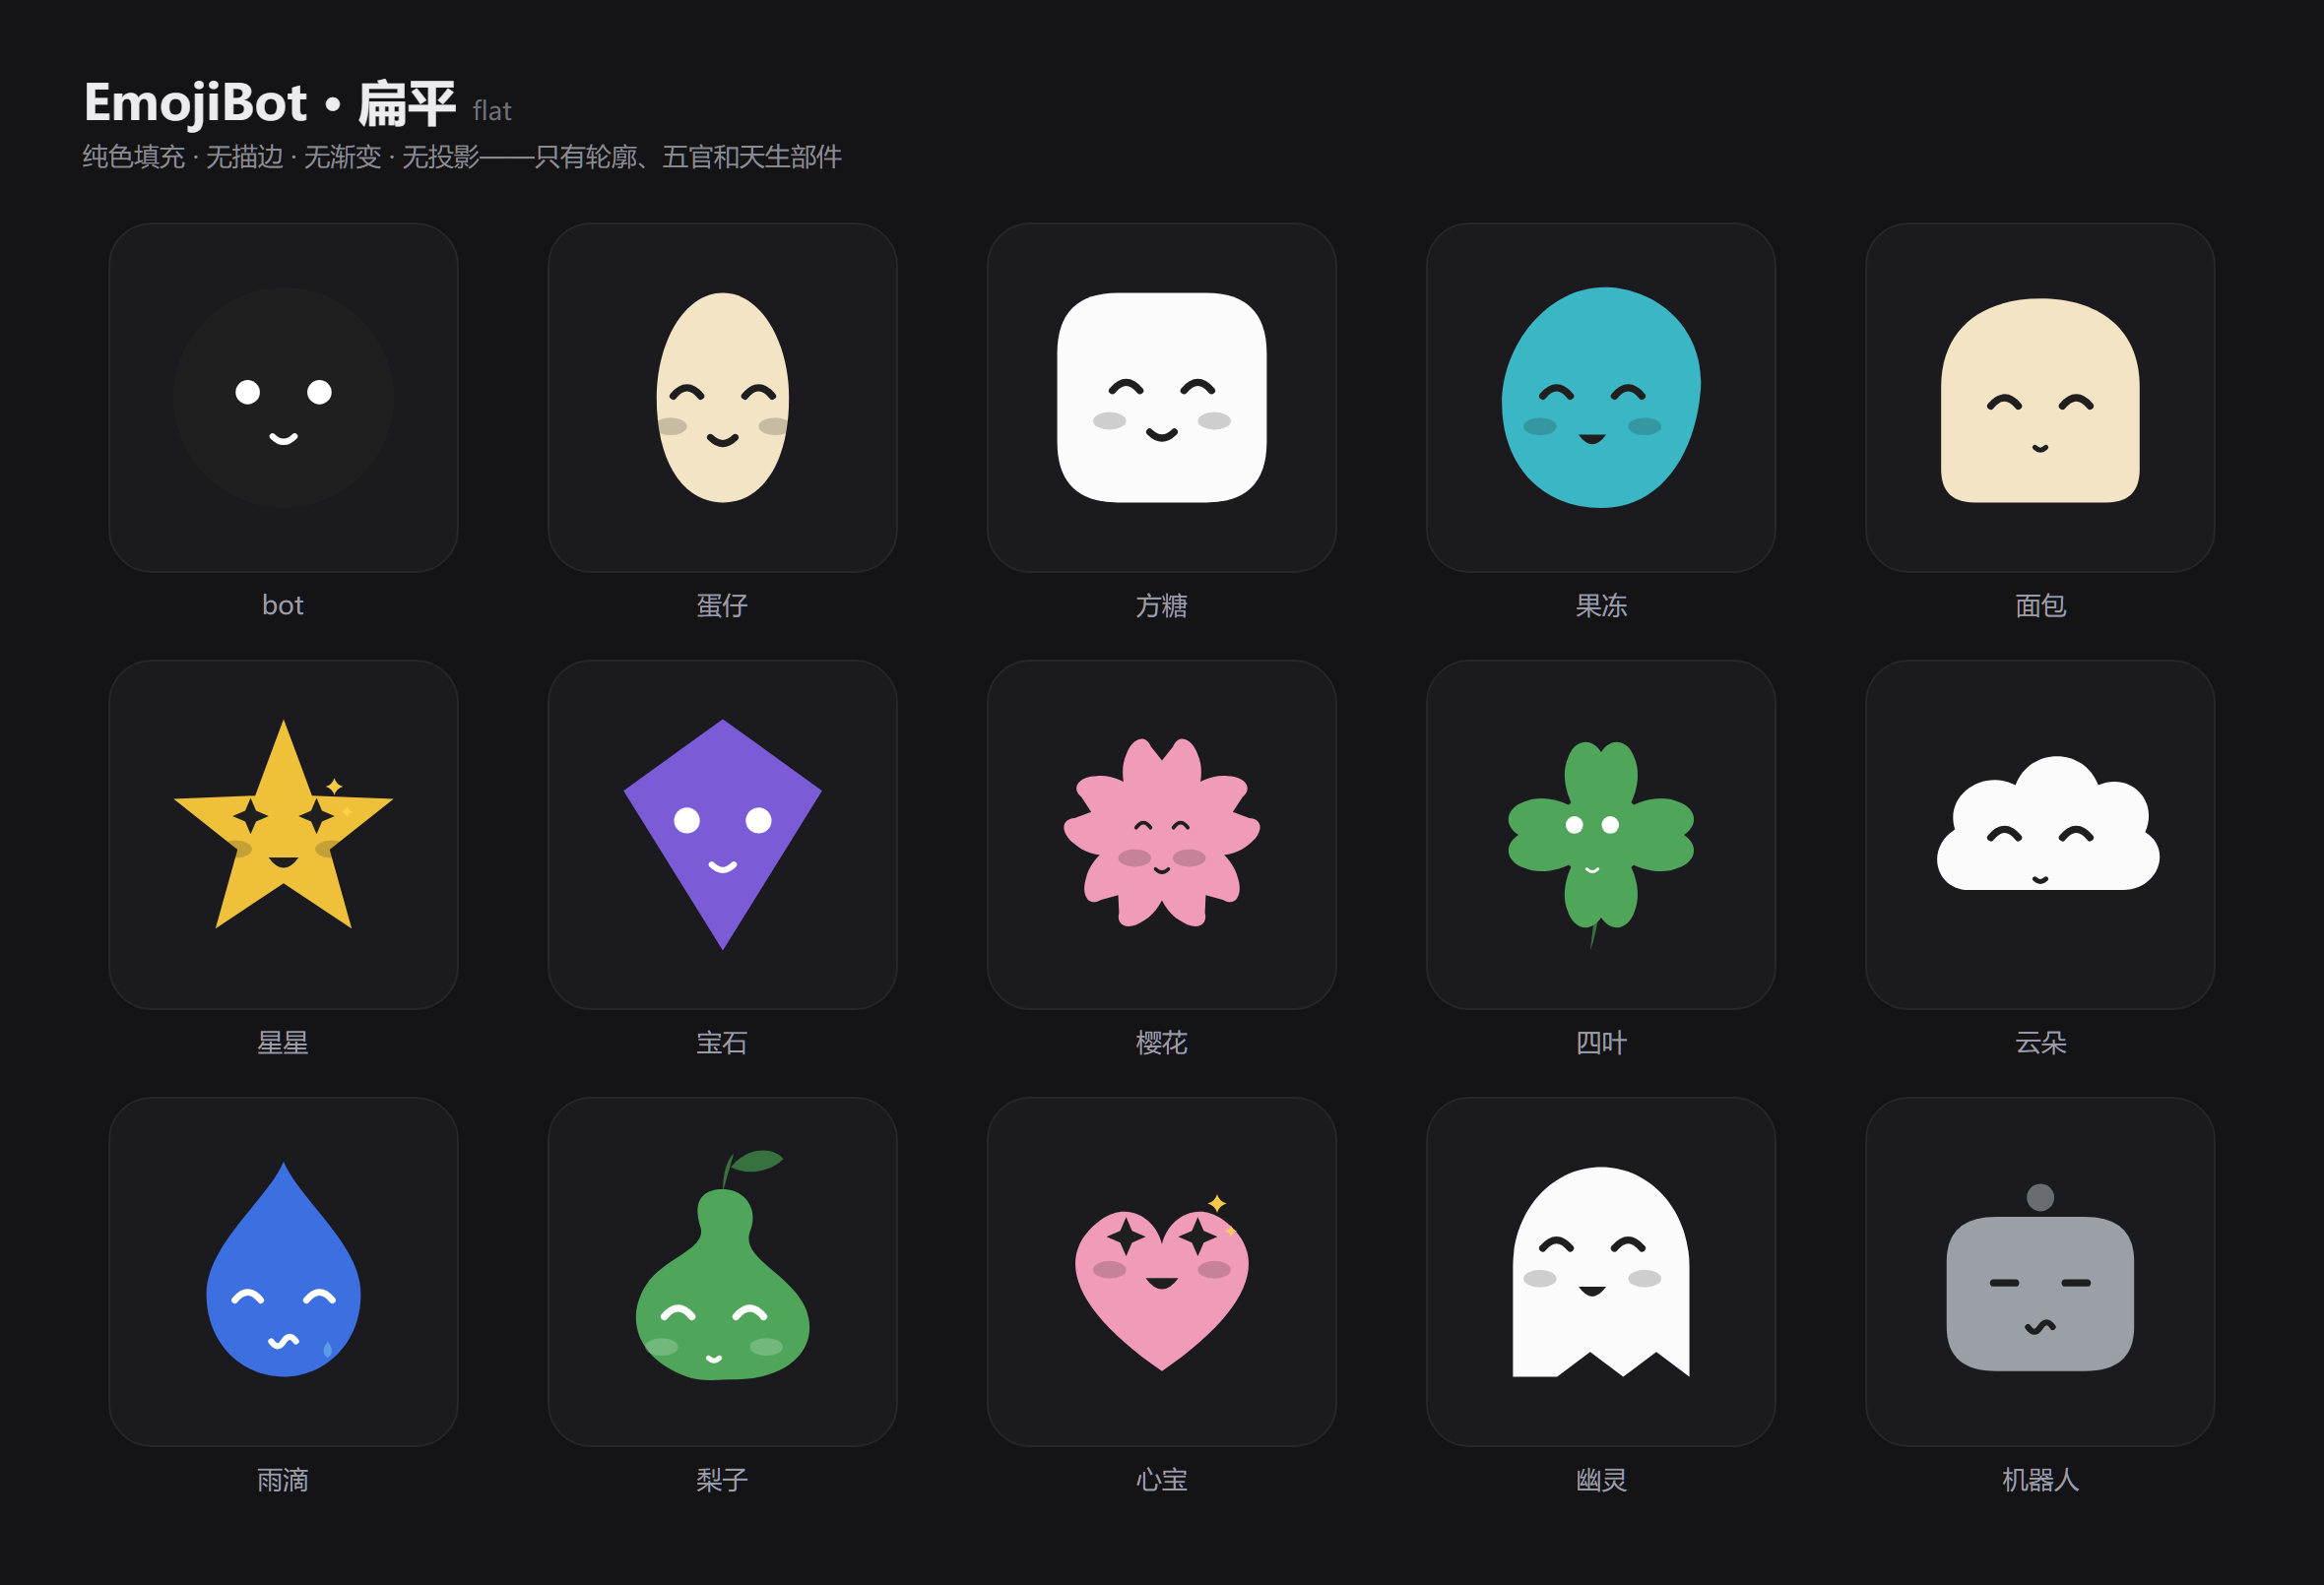 EmojiBot · 扁平 flat
纯色填充 · 无描边 · 无渐变 · 无投影——只有轮廓、五官和天生部件
bot
蛋仔
方糖
果冻
面包
星星
宝石
樱花
四叶
云朵
雨滴
梨子
心宝
幽灵
机器人